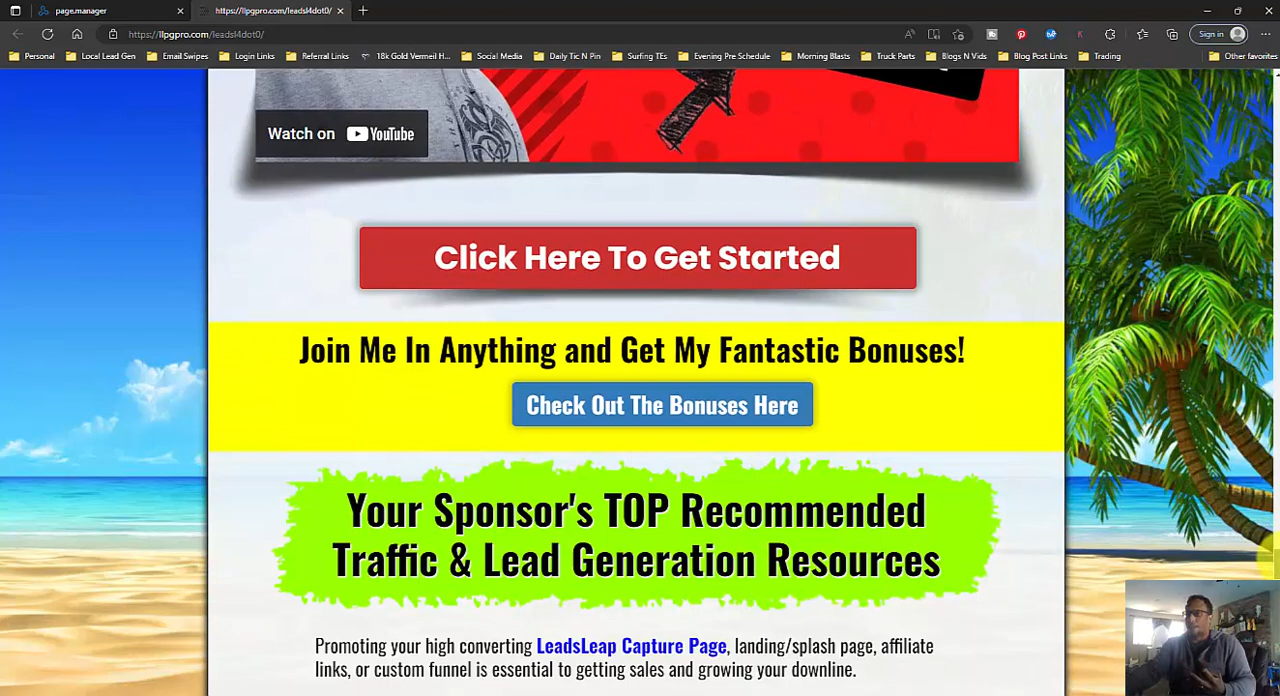 page.manager
https://llpgpro.com/leadsl4dot0/
https://llpgpro.com/leadsl4dot0/
Sign in
Personal
Local Lead Gen
Email Swipes
Login Links
Referral Links
18k Gold Vermeil H...
Social Media
Daily Tic N Pin
Surfing TEs
Evening Pre Schedule
Morning Blasts
Truck Parts
Blogs N Vids
Blog Post Links
Trading
Other favorites
Watch on YouTube
Click Here To Get Started
Join Me In Anything and Get My Fantastic Bonuses!
Check Out The Bonuses Here
Your Sponsor's TOP Recommended
Traffic & Lead Generation Resources
Promoting your high converting LeadsLeap Capture Page, landing/splash page, affiliate
links, or custom funnel is essential to getting sales and growing your downline.